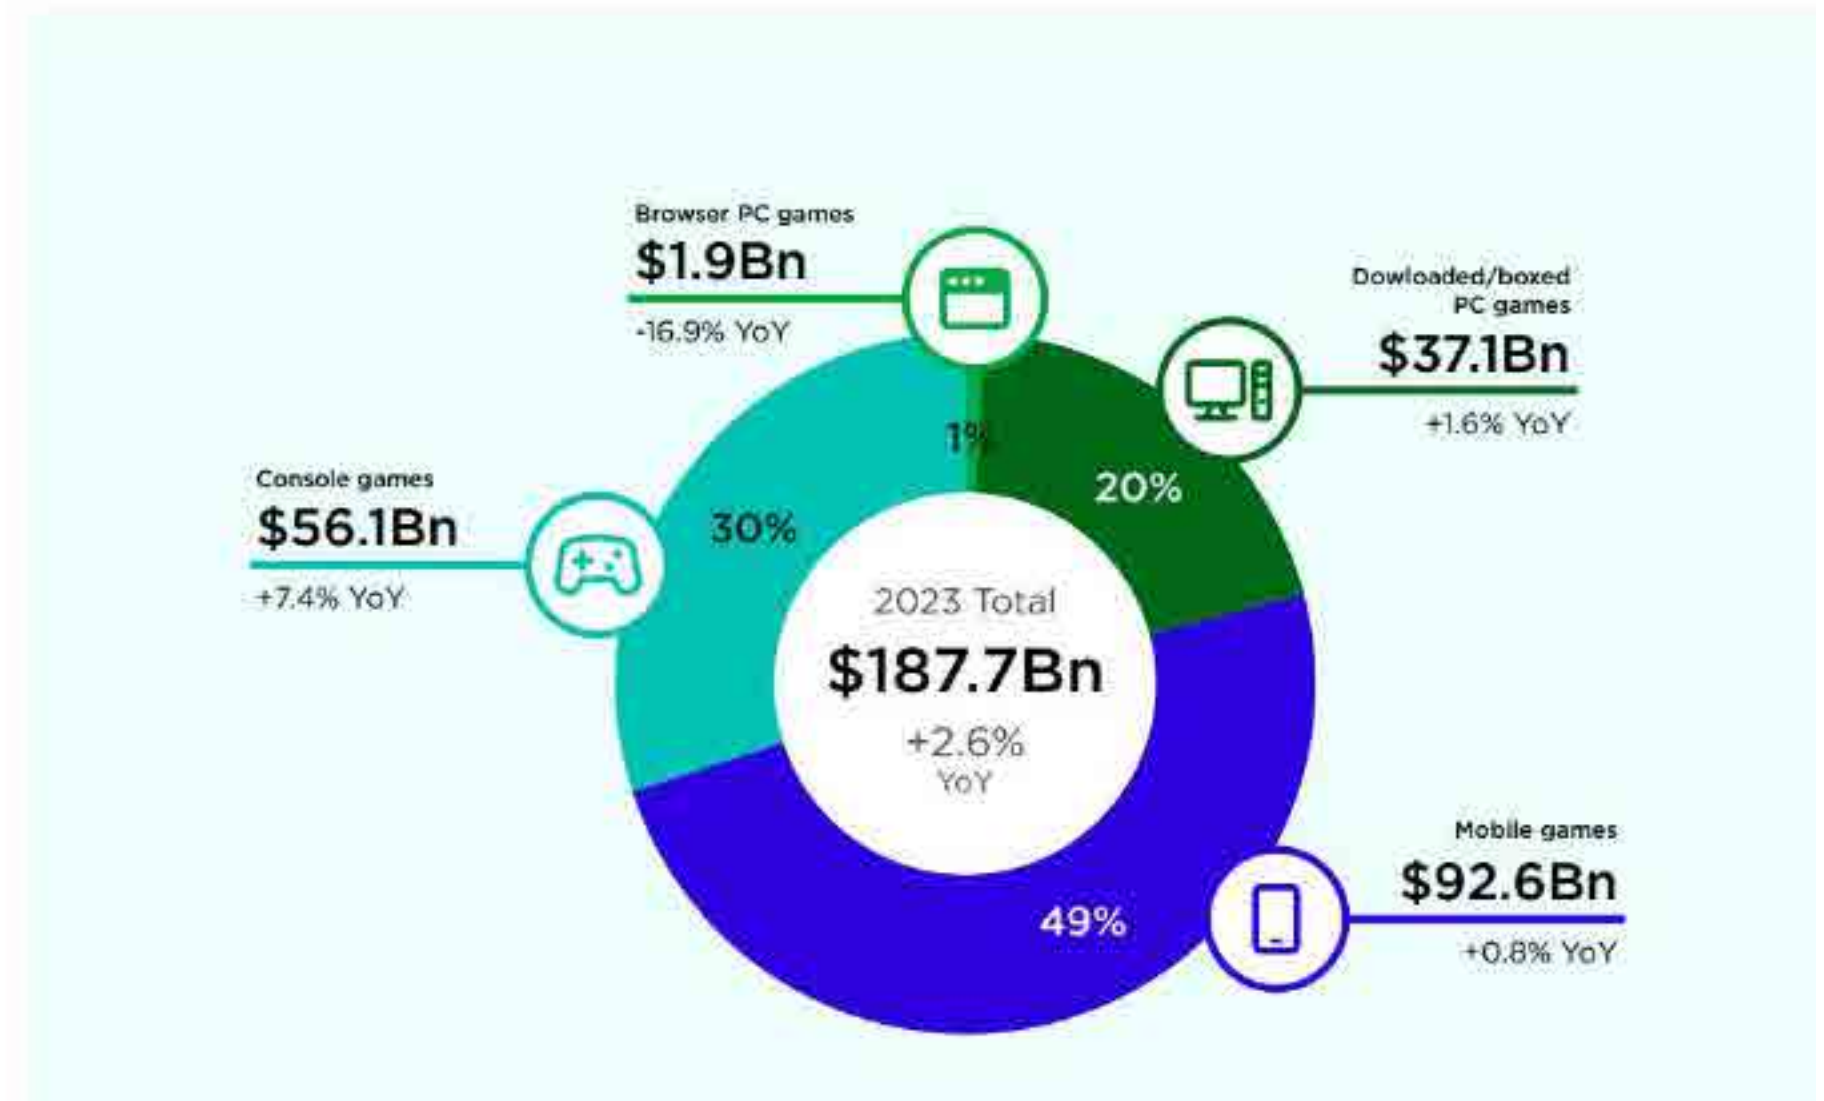 Browser PC games
$1.9Bn
-16.9% YoY
Dowloaded/boxed
PC games
$37.1Bn
+1.6% YoY
Console games
$56.1Bn
+7.4% YoY
1%
20%
30%
49%
2023 Total
$187.7Bn
+2.6%
YoY
Mobile games
$92.6Bn
+0.8% YoY